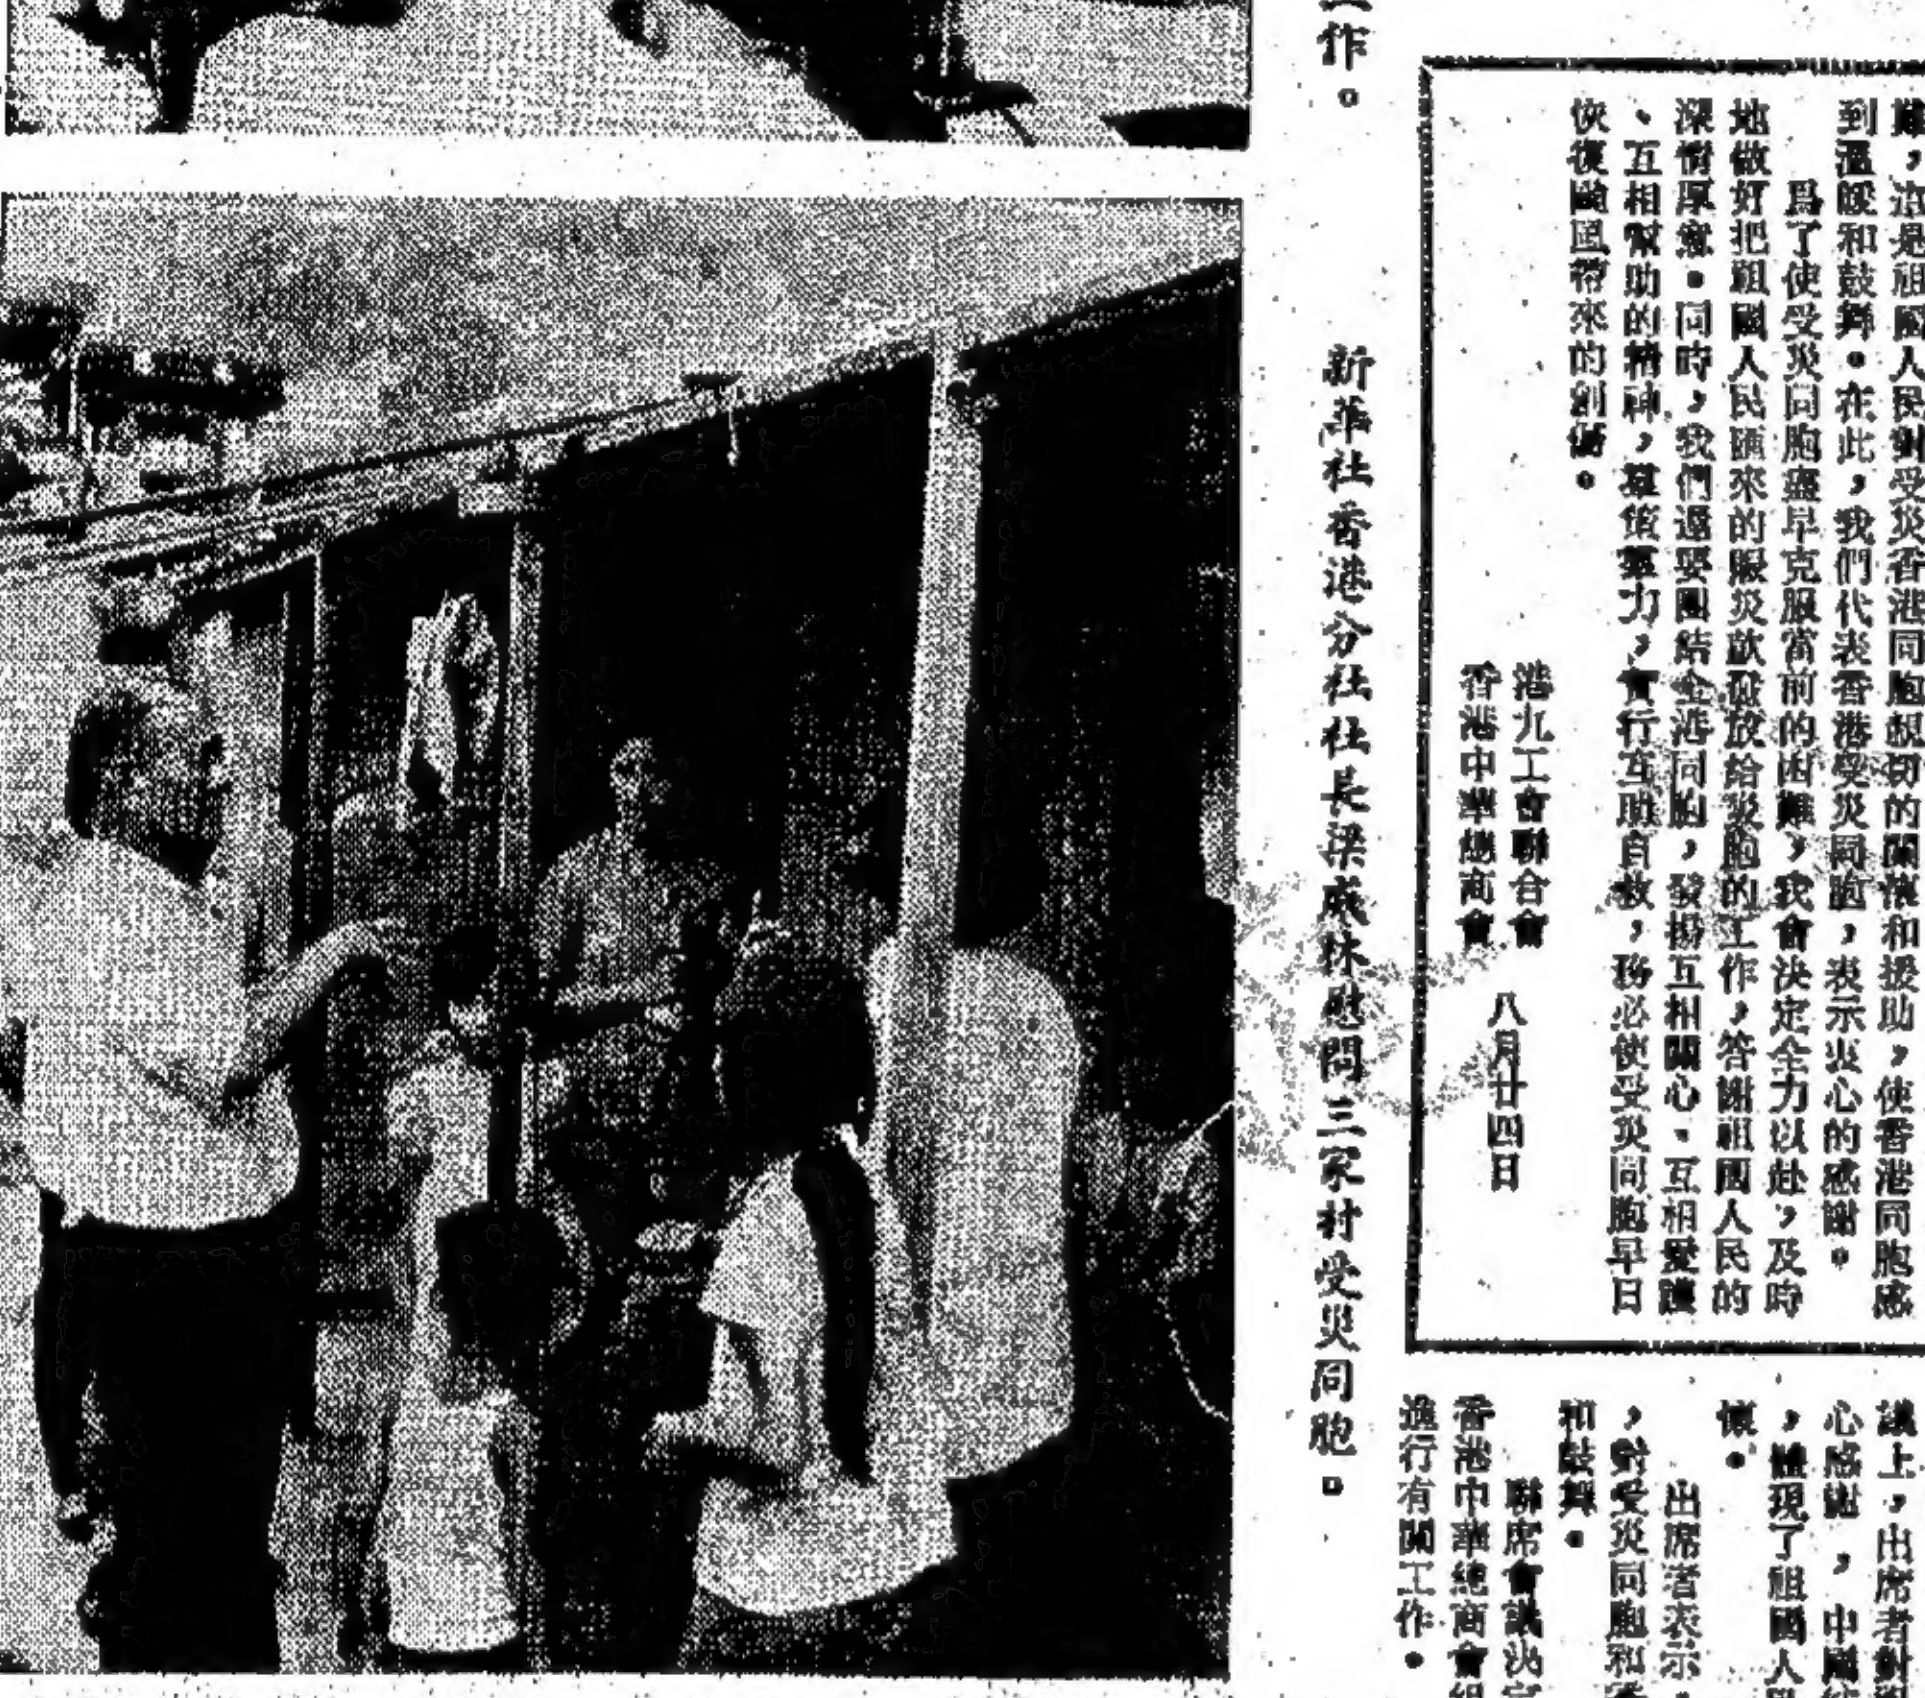 難，這是祖國人民對受災香港同胞親切的關懷和援助，使香港同胞感
到溫暖和鼓舞。在此，我們代表香港受災同胞，表示衷心的感謝。
爲了使受災同胞盡早克服當前的困難，我會決定全力以赴，及時
地做好把祖國人民匯來的賑災款發放給災胞的工作，答謝祖國人民的
深情厚意。同時，我們還要團結全港同胞，發揚互相關心、互相愛護
、互相幫助的精神，羣策羣力，實行互助自救，務必使受災同胞早日
恢復颱風帶來的創傷。
港九工會聯合會
香港中華總商會
八月廿四日
議上，出席者對
心感謝，中國
，體現了祖國人
懷。
出席者表示
，對受災同胞和
和鼓舞。
聯席會議決定
香港中華總商會組
進行有關工作。
作。
新華社香港分社社長梁威林慰問三家村受災同胞。